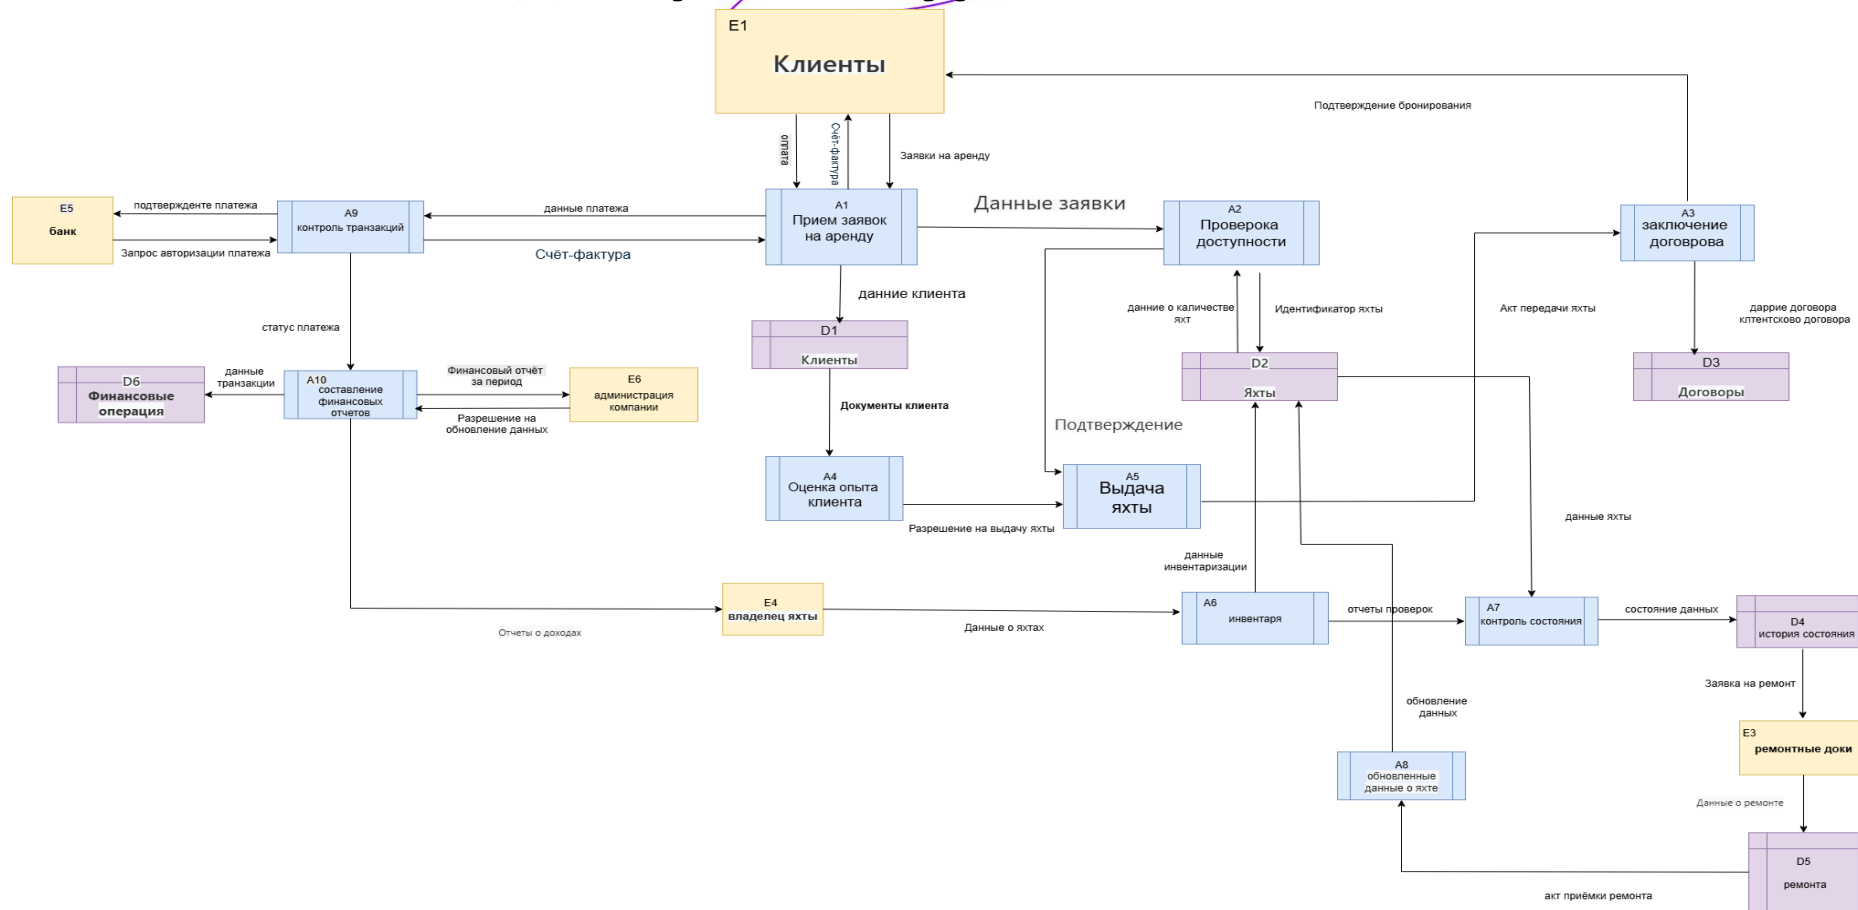 E1
Клиенты
Подтверждение бронирования
оплата
Счёт-фактура
Заявки на аренду
E5
банк
подтвержденте платежа
Запрос авторизации платежа
A9
контроль транзакций
данные платежа
Счёт-фактура
A1
Прием заявок
на аренду
Данные заявки
A2
Проверока
доступности
A3
заключение
договрова
данние клиента
данние о каличестве
яхт
Идентификатор яхты
Акт передачи яхты
даррие договора
клтентсково договора
статус платежа
D1
Клиенты
D2
Яхты
D3
Договоры
D6
Финансовые
операция
данные
транзакции
A10
составление
финансовых
отчетов
Финансовый отчёт
за период
Разрешение на
обновление данных
E6
администрация
компании
Документы клиента
Подтверждение
A4
Оценка опыта
клиента
Разрешение на выдачу яхты
A5
Выдача
яхты
данные яхты
данные
инвентаризации
Отчеты о доходах
E4
владелец яхты
Данные о яхтах
A6
инвентаря
отчеты проверок
A7
контроль состояния
состояние данных
D4
история состояния
Заявка на ремонт
обновление
данных
E3
ремонтные доки
A8
обновленные
данные о яхте
Данные о ремонте
D5
ремонта
акт приёмки ремонта